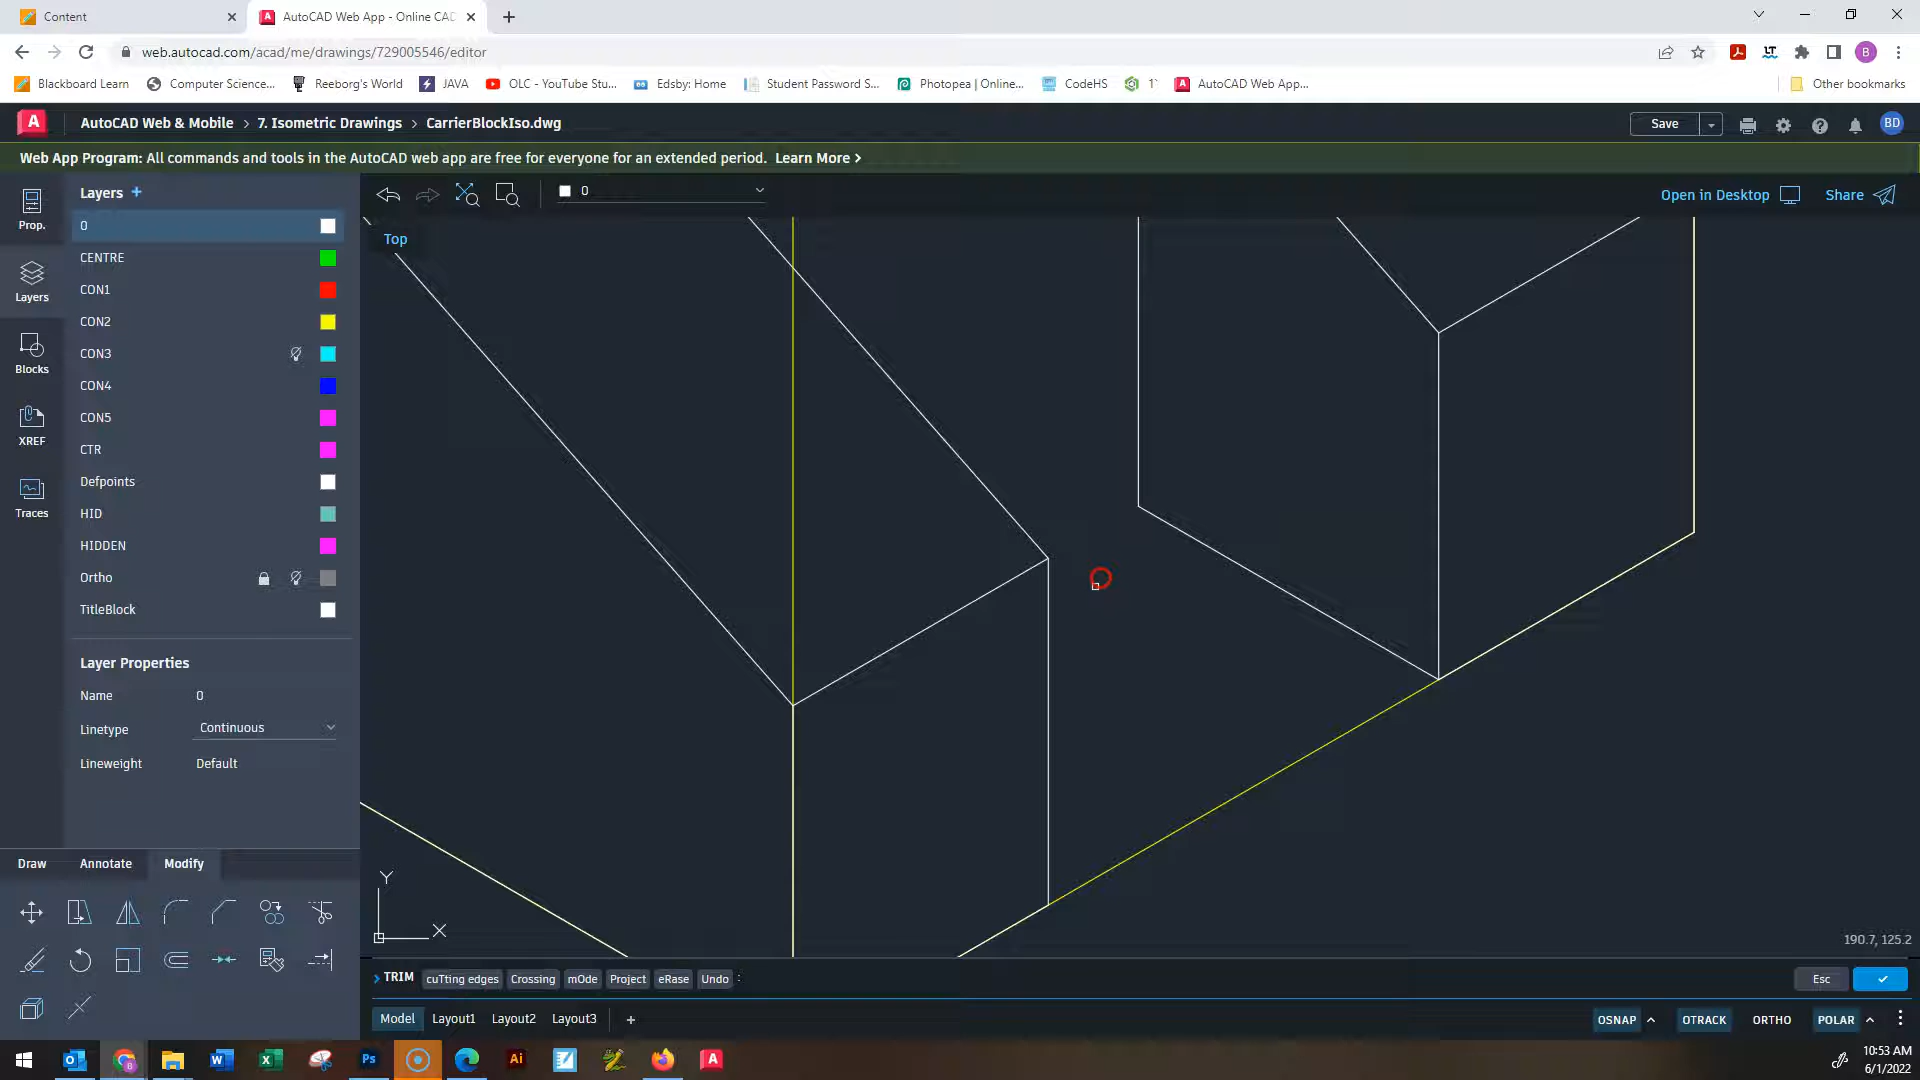 Content
AutoCAD Web App - Online CAD
web.autocad.com/acad/me/drawings/729005546/editor
B
Blackboard Learn
Computer Science...
Reeborg's World
JAVA
OLC - YouTube Stu...
Edsby: Home
Student Password S...
Photopea | Online...
CodeHS
AutoCAD Web App...
Other bookmarks
AutoCAD Web & Mobile > 7. Isometric Drawings > CarrierBlockIso.dwg
Save
BD
Web App Program: All commands and tools in the AutoCAD web app are free for everyone for an extended period. Learn More >
Prop.
Layers
Blocks
XREF
Traces
Layers +
0
CENTRE
CON1
CON2
CON3
CON4
CON5
CTR
Defpoints
HID
HIDDEN
Ortho
TitleBlock
Layer Properties
Name 0
Linetype Continuous
Lineweight Default
Draw Annotate Modify
0
Open in Desktop
Share
Top
Y
X
190.7, 125.2
TRIM cuTting edges Crossing mOde Project eRase Undo :
Esc
Model Layout1 Layout2 Layout3 +
OSNAP OTRACK ORTHO POLAR
10:53 AM
6/1/2022